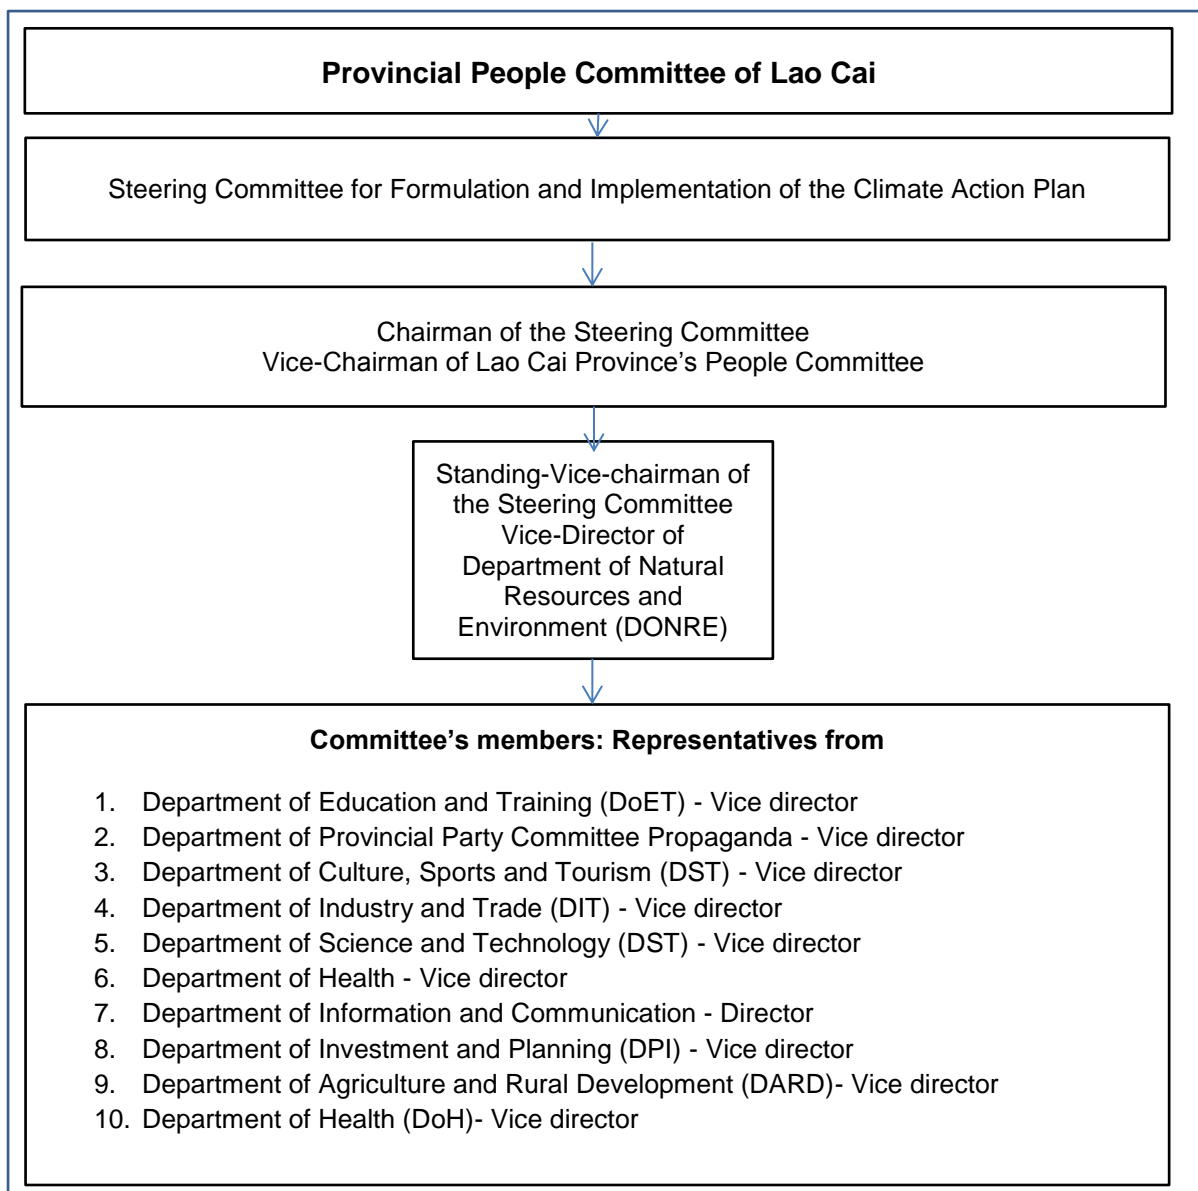 Provincial People Committee of Lao Cai
Steering Committee for Formulation and Implementation of the Climate Action Plan
Chairman of the Steering Committee
Vice-Chairman of Lao Cai Province’s People Committee
Standing-Vice-chairman of
the Steering Committee
Vice-Director of
Department of Natural
Resources and
Environment (DONRE)
Committee’s members: Representatives from
1. Department of Education and Training (DoET) - Vice director
2. Department of Provincial Party Committee Propaganda - Vice director
3. Department of Culture, Sports and Tourism (DST) - Vice director
4. Department of Industry and Trade (DIT) - Vice director
5. Department of Science and Technology (DST) - Vice director
6. Department of Health - Vice director
7. Department of Information and Communication - Director
8. Department of Investment and Planning (DPI) - Vice director
9. Department of Agriculture and Rural Development (DARD)- Vice director
10. Department of Health (DoH)- Vice director